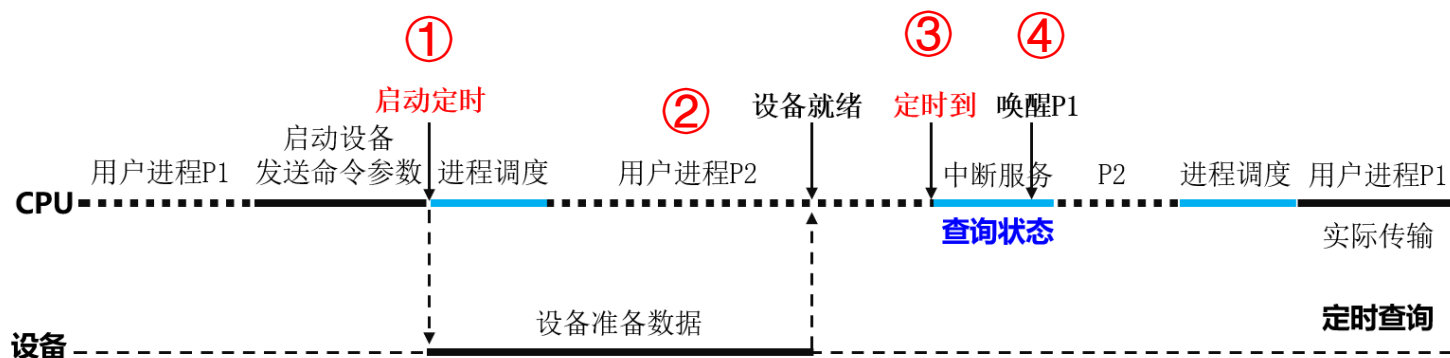 ①
③
④
启动定时
②
设备就绪
定时到
唤醒P1
启动设备
用户进程P1
发送命令参数
进程调度
用户进程P2
中断服务
P2
进程调度
用户进程P1
CPU
查询状态
实际传输
设备准备数据
定时查询
设备